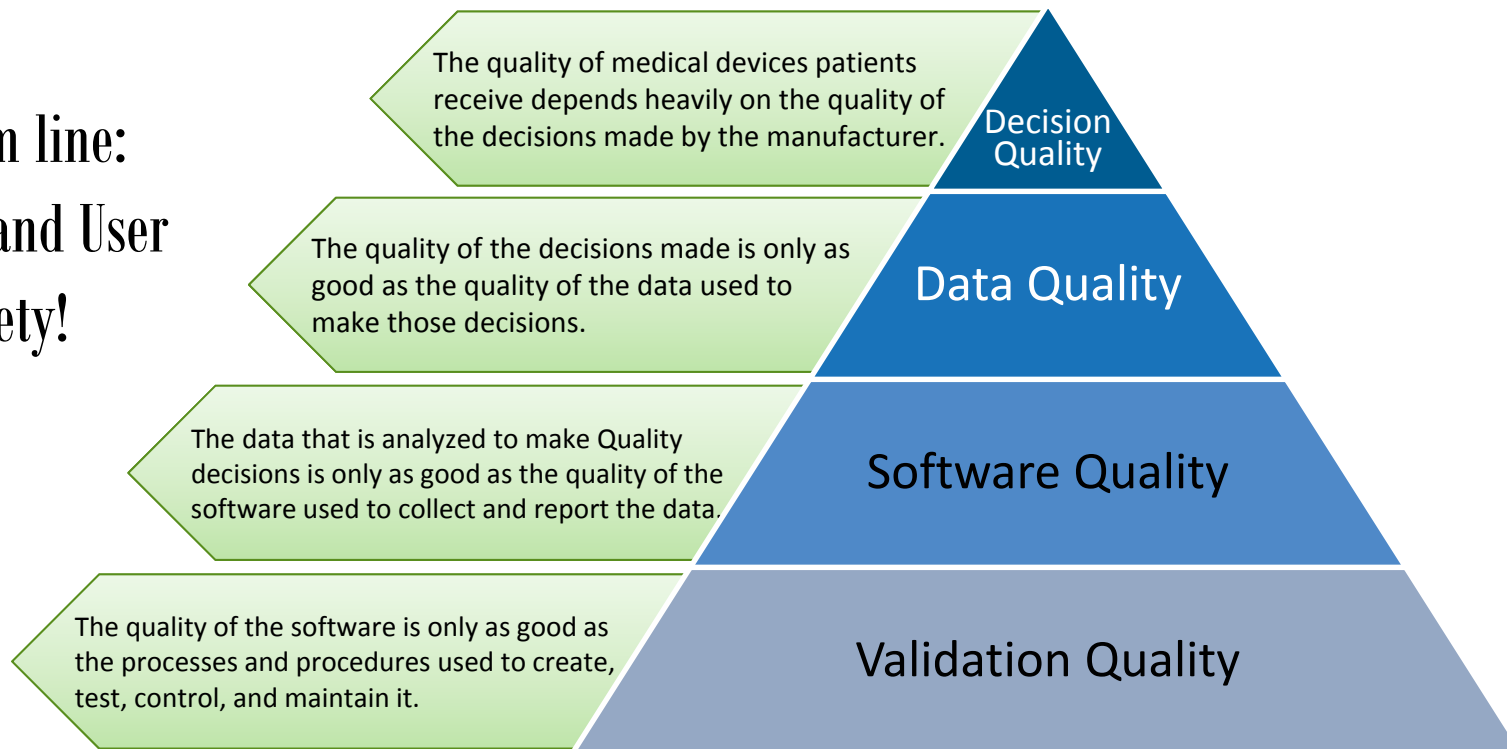 line:
and User
The quality of medical devices patients
receive depends heavily on the quality of
the decisions made by the manufacturer.
Decision
Quality
The quality of the decisions made is only as
good as the quality of the data used to
make those decisions.
Data Quality
The data that is analyzed to make Quality
decisions is only as good as the quality of the
software used to collect and report the data.
Software Quality
The quality of the software is only as good as
the processes and procedures used to create,
test, control, and maintain it.
Validation Quality